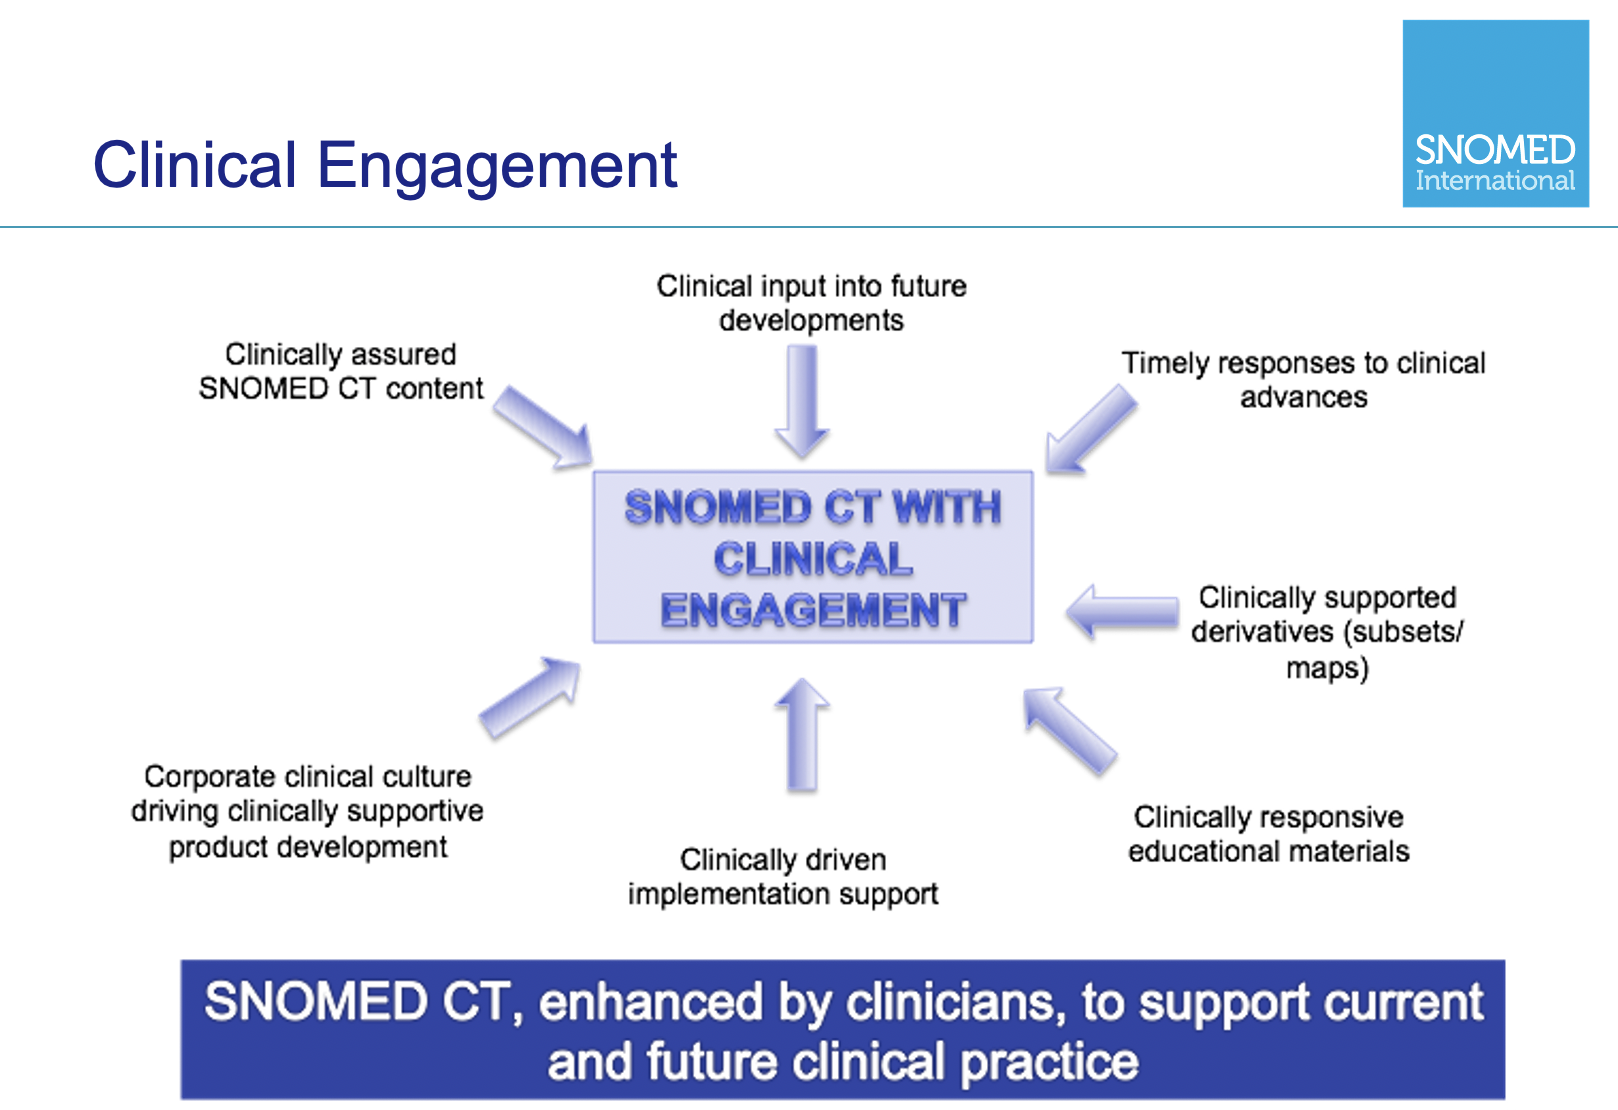 Clinical Engagement
SNOMED
International
Clinical input into future
developments
Clinically assured
SNOMED CT content
Timely responses to clinical
advances
SNOMED CT WITH
CLINICAL
ENGAGEMENT
Clinically supported
derivatives (subsets/
maps)
Corporate clinical culture
driving clinically supportive
product development
Clinically driven
implementation support
Clinically responsive
educational materials
SNOMED CT, enhanced by clinicians, to support current
and future clinical practice